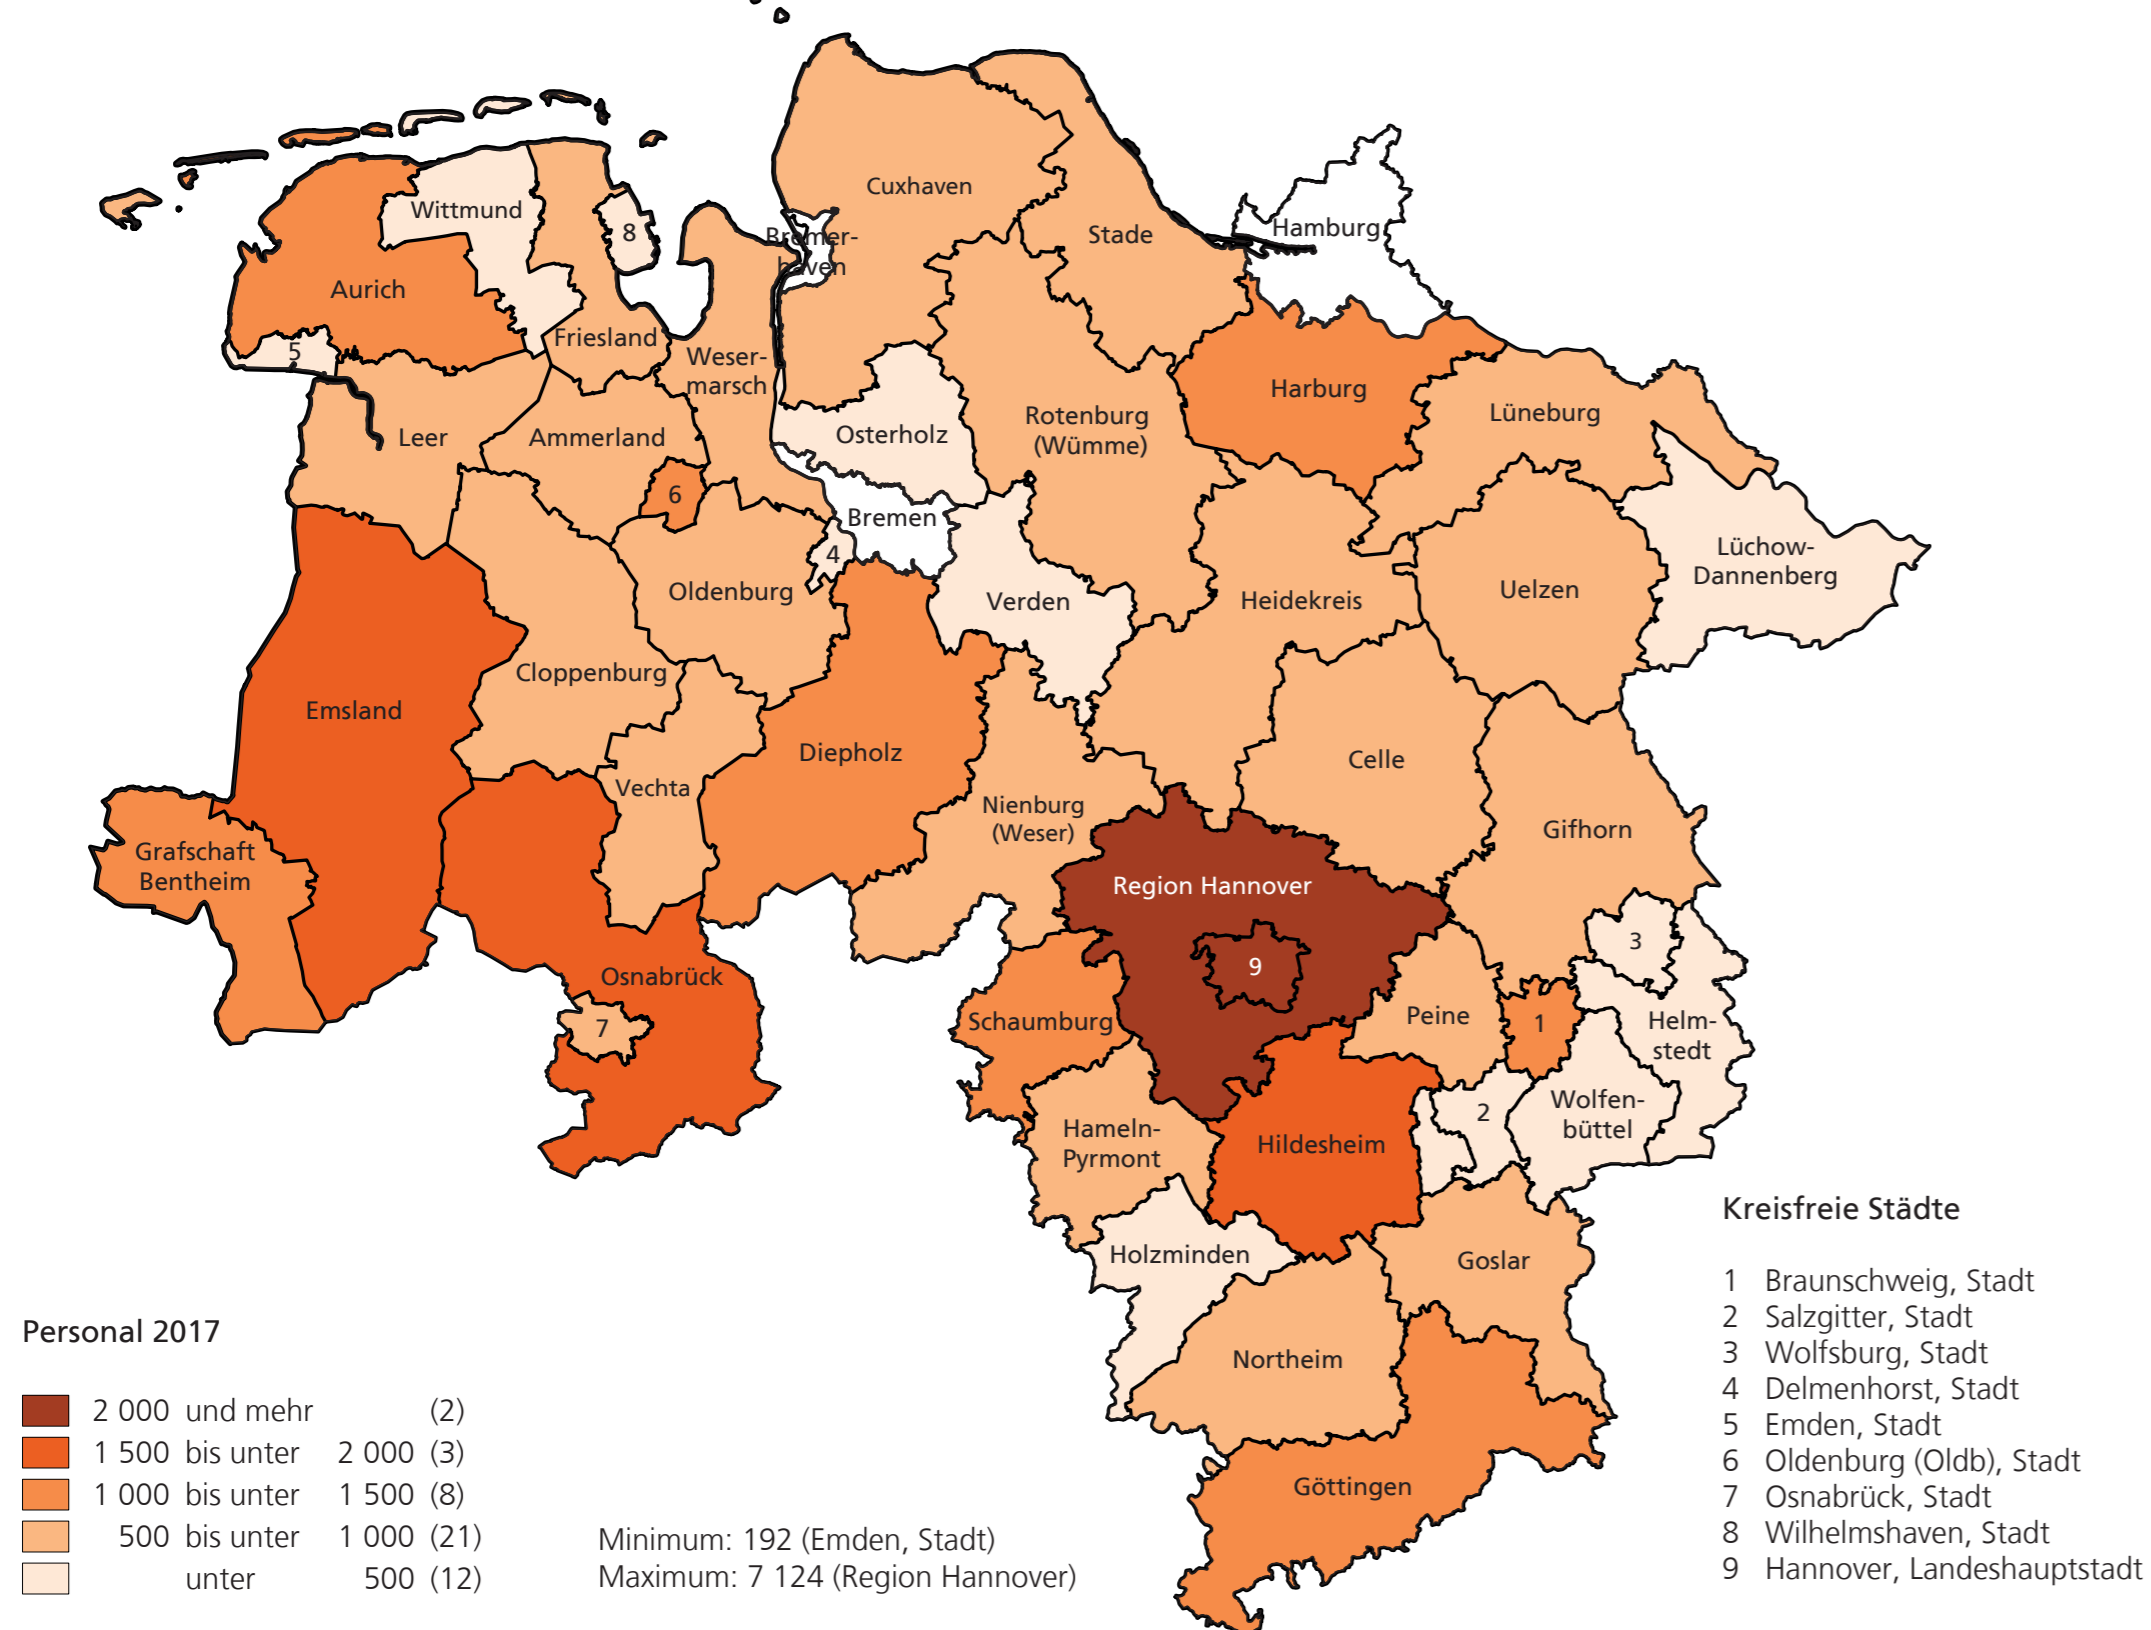 Cuxhaven
Wittmund
8
Hamburg
Bremer-
haven
Stade
Aurich
Friesland
5
Weser-
marsch
Harburg
Lüneburg
Rotenburg
(Wümme)
Osterholz
Leer
Ammerland
6
Bremen
4
Lüchow-
Dannenberg
Oldenburg
Verden
Heidekreis
Uelzen
Cloppenburg
Emsland
Diepholz
Celle
Vechta
Nienburg
(Weser)
Gifhorn
Grafschaft
Bentheim
Region Hannover
3
9
Osnabrück
7
Schaumburg
Peine
1
Helm-
stedt
2
Wolfen-
büttel
Hameln-
Pyrmont
Hildesheim
Holzminden
Goslar
Northeim
Göttingen
Kreisfreie Städte
1 Braunschweig, Stadt
2 Salzgitter, Stadt
3 Wolfsburg, Stadt
4 Delmenhorst, Stadt
5 Emden, Stadt
6 Oldenburg (Oldb), Stadt
7 Osnabrück, Stadt
8 Wilhelmshaven, Stadt
9 Hannover, Landeshauptstadt
Personal 2017
2 000 und mehr (2)
1 500 bis unter 2 000 (3)
1 000 bis unter 1 500 (8)
500 bis unter 1 000 (21)
unter 500 (12)
Minimum: 192 (Emden, Stadt)
Maximum: 7 124 (Region Hannover)